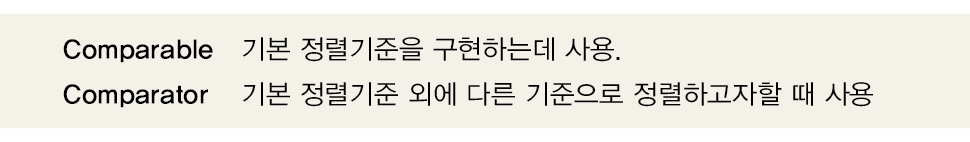 Comparable 기본 정렬기준을 구현하는데 사용.
Comparator 기본 정렬기준 외에 다른 기준으로 정렬하고자할 때 사용